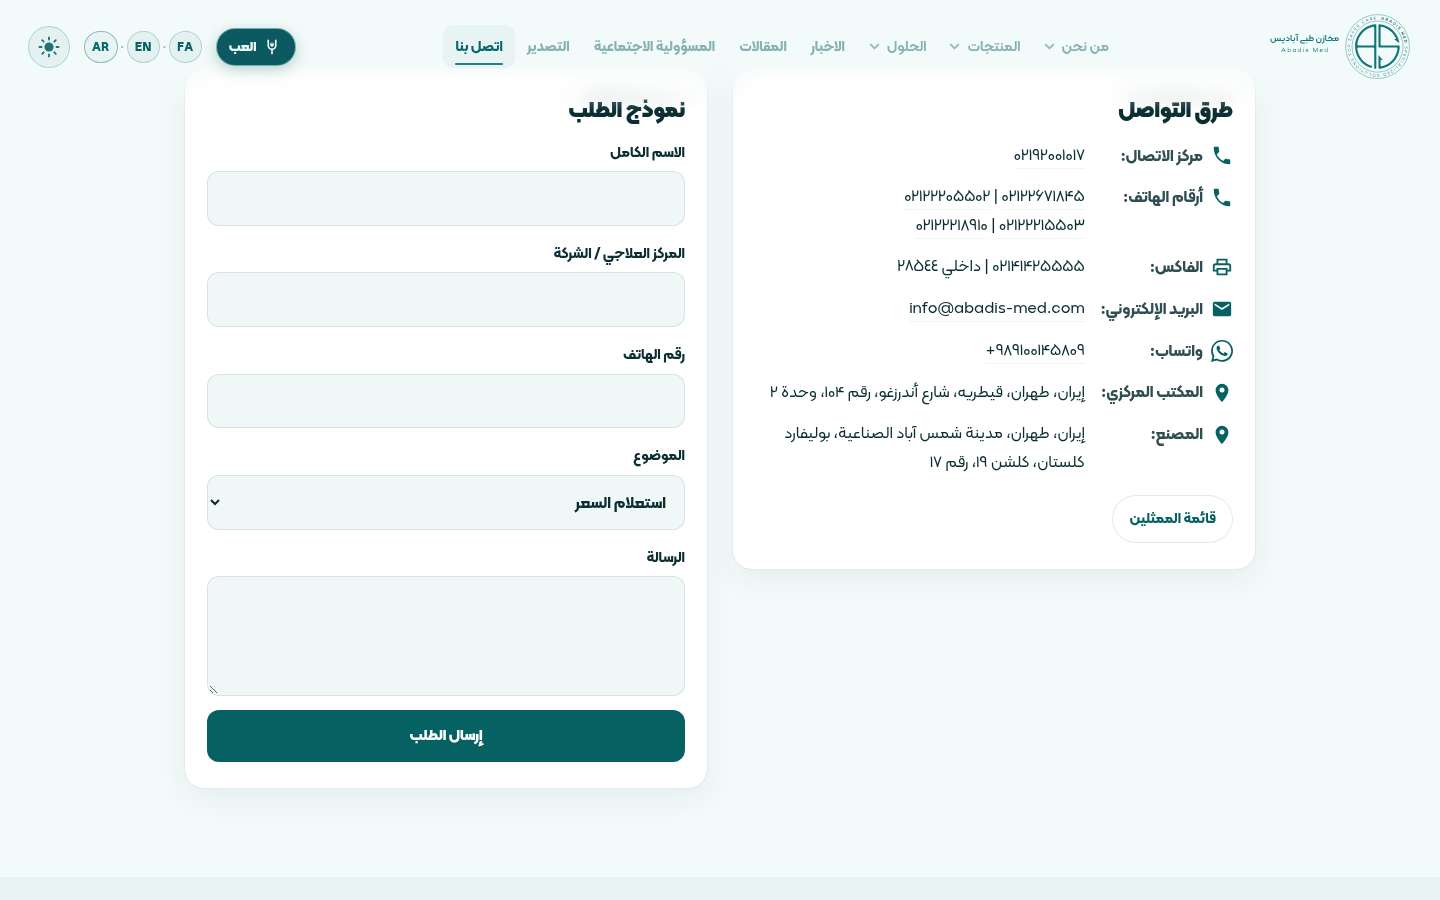 مخازن طبی آبادیس
Abadis Med
من نحن
المنتجات
الحلول
الاخبار
المقالات
المسؤولية الاجتماعية
التصدير
اتصل بنا
العب
FA · EN · AR
طرق التواصل
مركز الاتصال: ۰۲۱۹۲۰۰۱۰۱۷
أرقام الهاتف: ۰۲۱۲۲۶۷۱۸۴۵ | ۰۲۱۲۲۲۰۵۵۰۲
۰۲۱۲۲۲۱۵۵۰۳ | ۰۲۱۲۲۲۱۸۹۱۰
الفاكس: ۰۲۱۴۱۴۲۵۵۵۵ | داخلي ٢٨٥٤٤
البريد الإلكتروني: info@abadis-med.com
واتساب: +۹۸۹۱۰۰۱۴۵۸۰۹
المكتب المركزي: إيران، طهران، قيطريه، شارع أندرزغو، رقم ۱۰۴، وحدة ۲
المصنع: إيران، طهران، مدينة شمس آباد الصناعية، بوليفارد
كلستان، كلشن ۱۹، رقم ۱۷
قائمة الممثلين
نموذج الطلب
الاسم الكامل
المركز العلاجي / الشركة
رقم الهاتف
الموضوع
استعلام السعر
الرسالة
إرسال الطلب